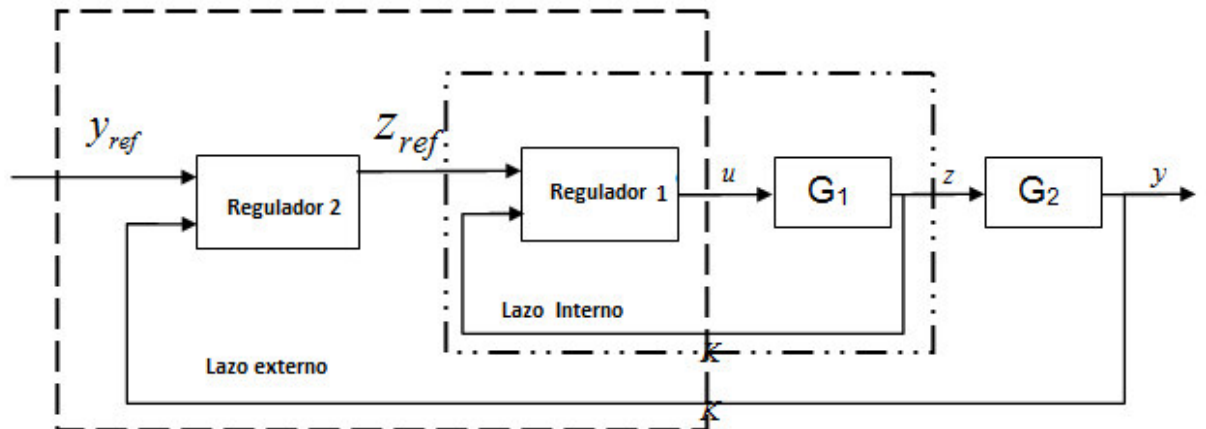 y_ref
z_ref
Regulador 2
Regulador 1
u
G₁
z
G₂
y
Lazo Interno
K
Lazo externo
K